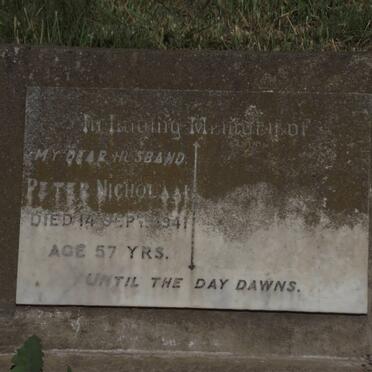 In Loving Memory of
MY DEAR HUSBAND
PETER NICHOLAAI
DIED 14 SEPT. 1941
AGE 57 YRS.
UNTIL THE DAY DAWNS.